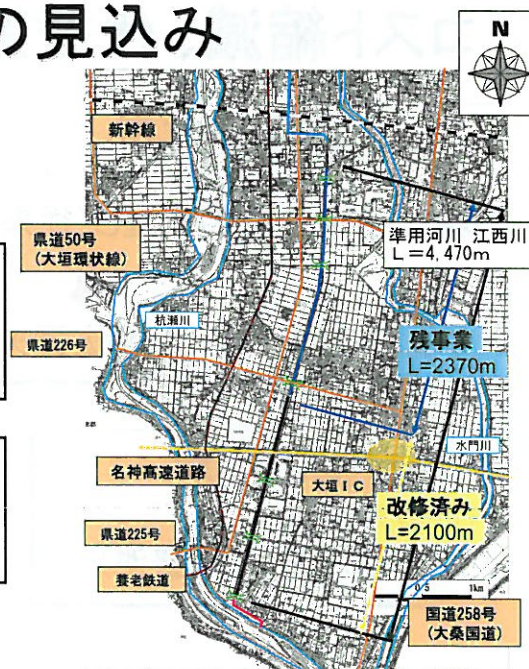 の見込み
N
新幹線
県道50号
(大垣環状線)
準用河川 江西川
L=4,470m
杭瀬川
県道226号
残事業
L=2370m
水門川
名神高速道路
大垣IC
改修済み
L=2100m
県道225号
養老鉄道
0.5 1km
国道258号
(大桑国道)